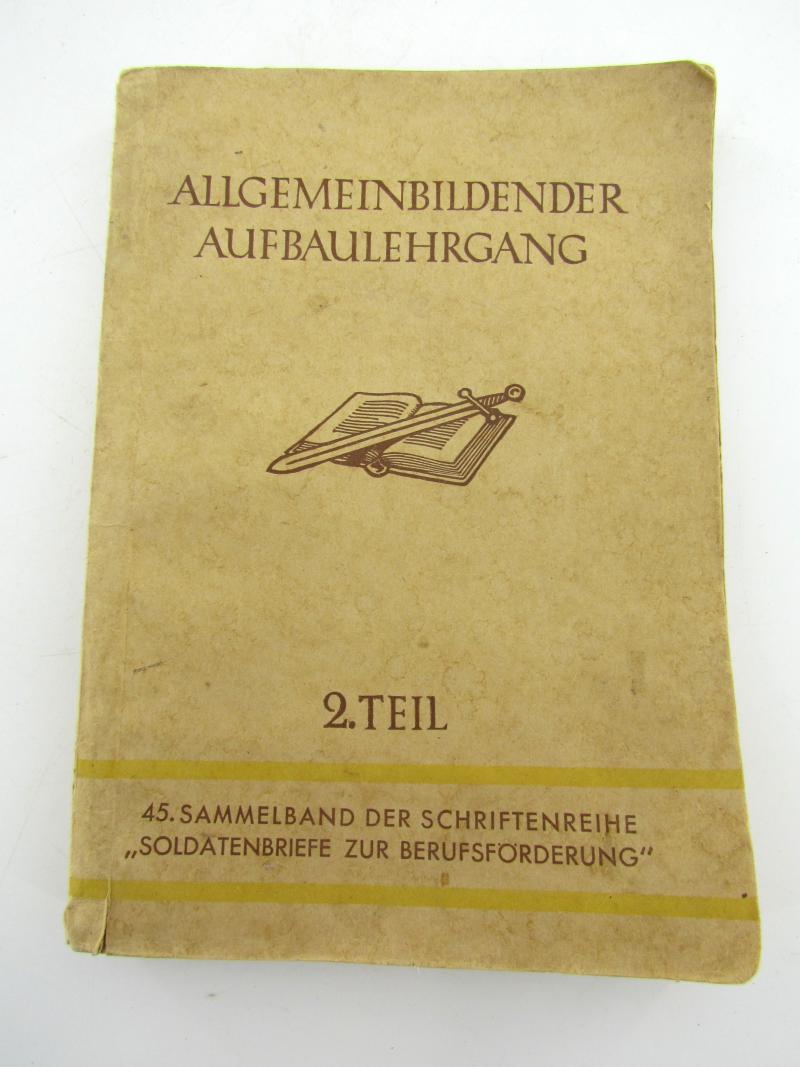 ALLGEMEINBILDENDER
AUFBAULEHRGANG
2. TEIL
45. SAMMELBAND DER SCHRIFTENREIHE
„SOLDATENBRIEFE ZUR BERUFSFÖRDERUNG"